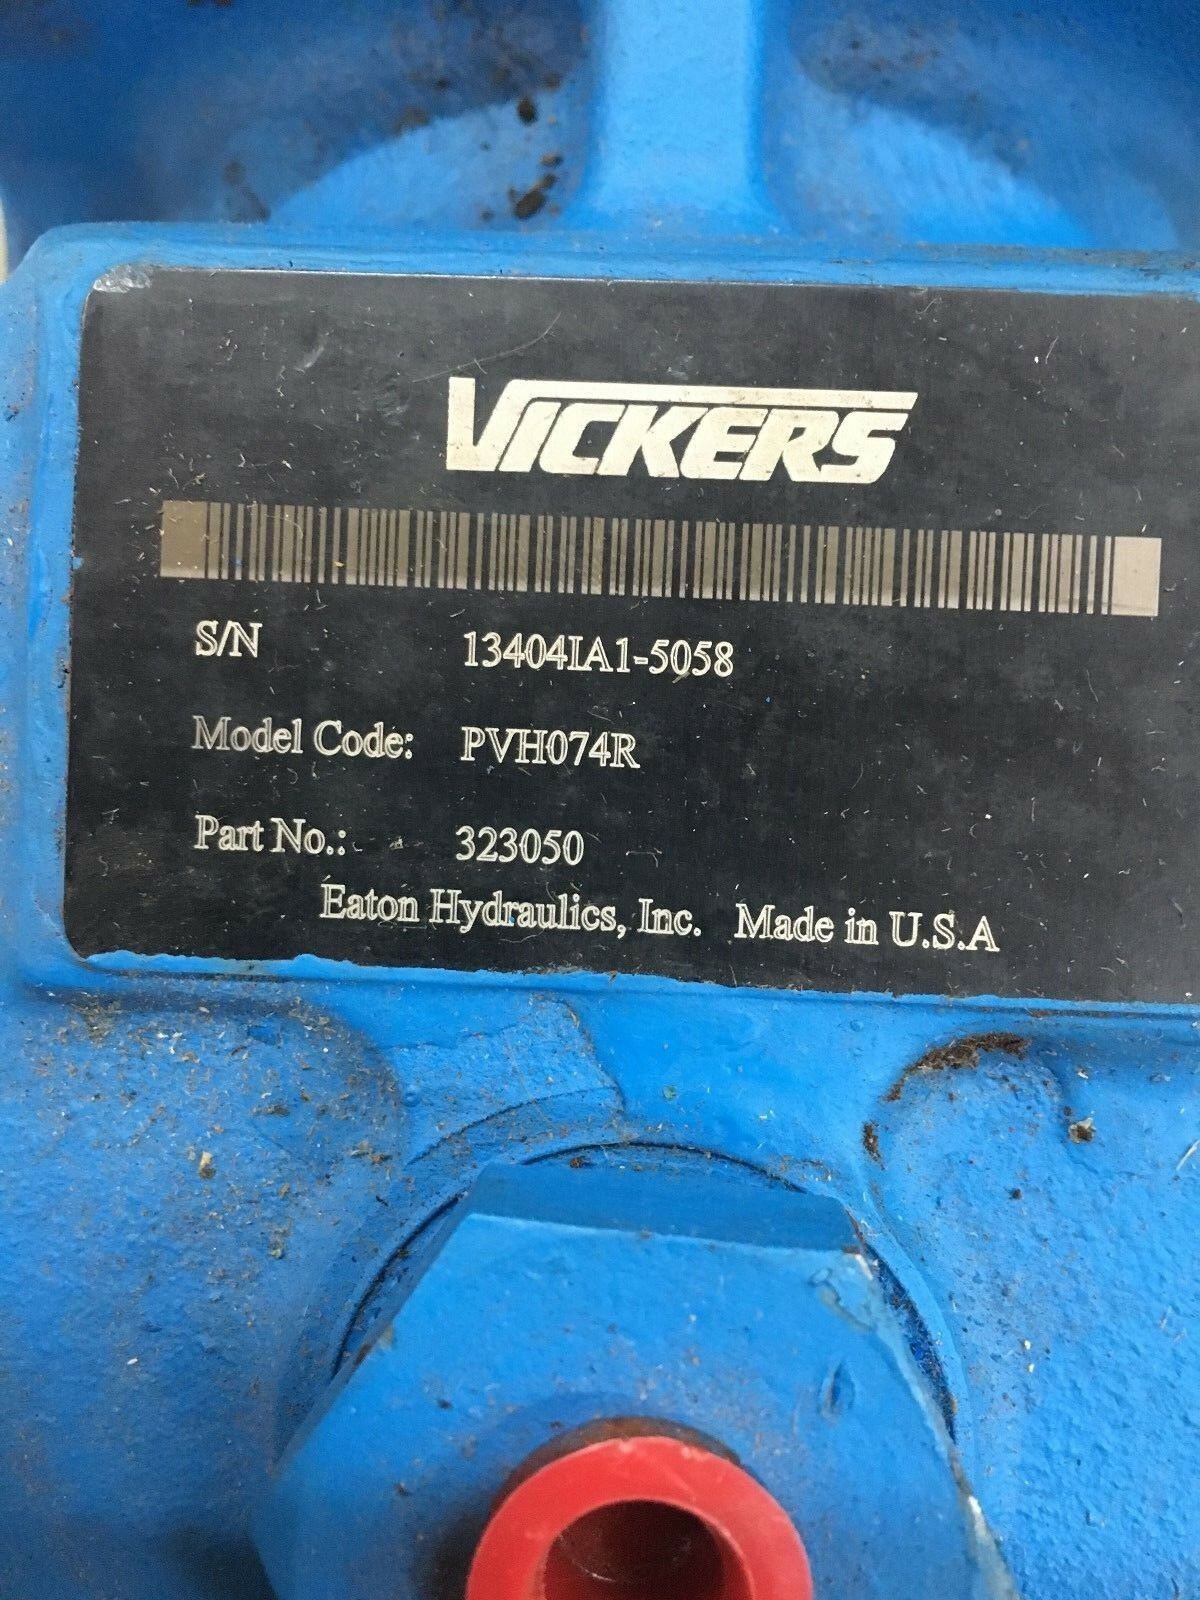 VICKERS
S/N 13404IA1-5058
Model Code: PVH074R
Part No.: 323050
Eaton Hydraulics, Inc. Made in U.S.A